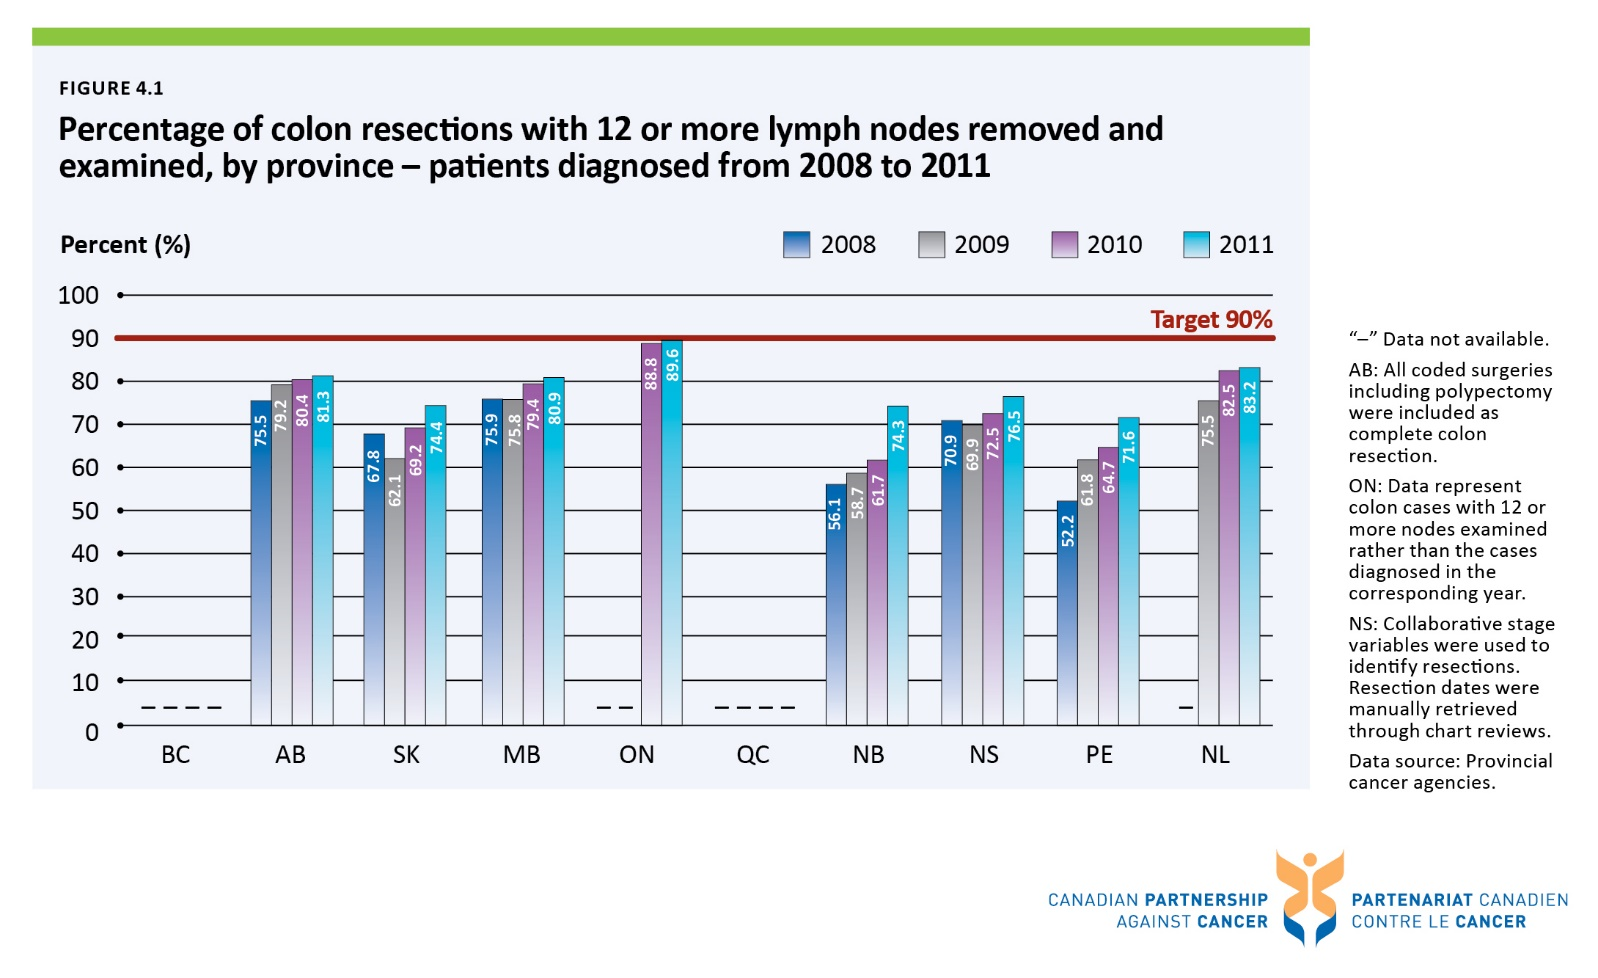 FIGURE 4.1
Percentage of colon resections with 12 or more lymph nodes removed and
examined, by province – patients diagnosed from 2008 to 2011
Percent (%)
2008 2009 2010 2011
100
90
80
70
60
50
40
30
20
10
0
Target 90%
– – – –
75.5 79.2 80.4 81.3
67.8 62.1 69.2 74.4
75.9 75.8 79.4 80.9
– – 88.8 89.6
– – – –
56.1 58.7 61.7 74.3
70.9 69.9 72.5 76.5
52.2 61.8 64.7 71.6
– 75.5 82.5 83.2
BC AB SK MB ON QC NB NS PE NL
“–” Data not available.
AB: All coded surgeries
including polypectomy
were included as
complete colon
resection.
ON: Data represent
colon cases with 12 or
more nodes examined
rather than the cases
diagnosed in the
corresponding year.
NS: Collaborative stage
variables were used to
identify resections.
Resection dates were
manually retrieved
through chart reviews.
Data source: Provincial
cancer agencies.
CANADIAN PARTNERSHIP
AGAINST CANCER
PARTENARIAT CANADIEN
CONTRE LE CANCER